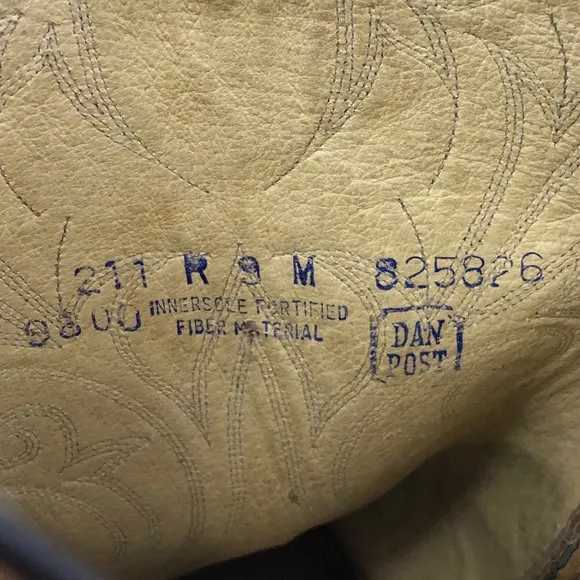 211 R 9 M 825826
9800 INNERSOLE FORTIFIED
FIBER MATERIAL
DAN
POST